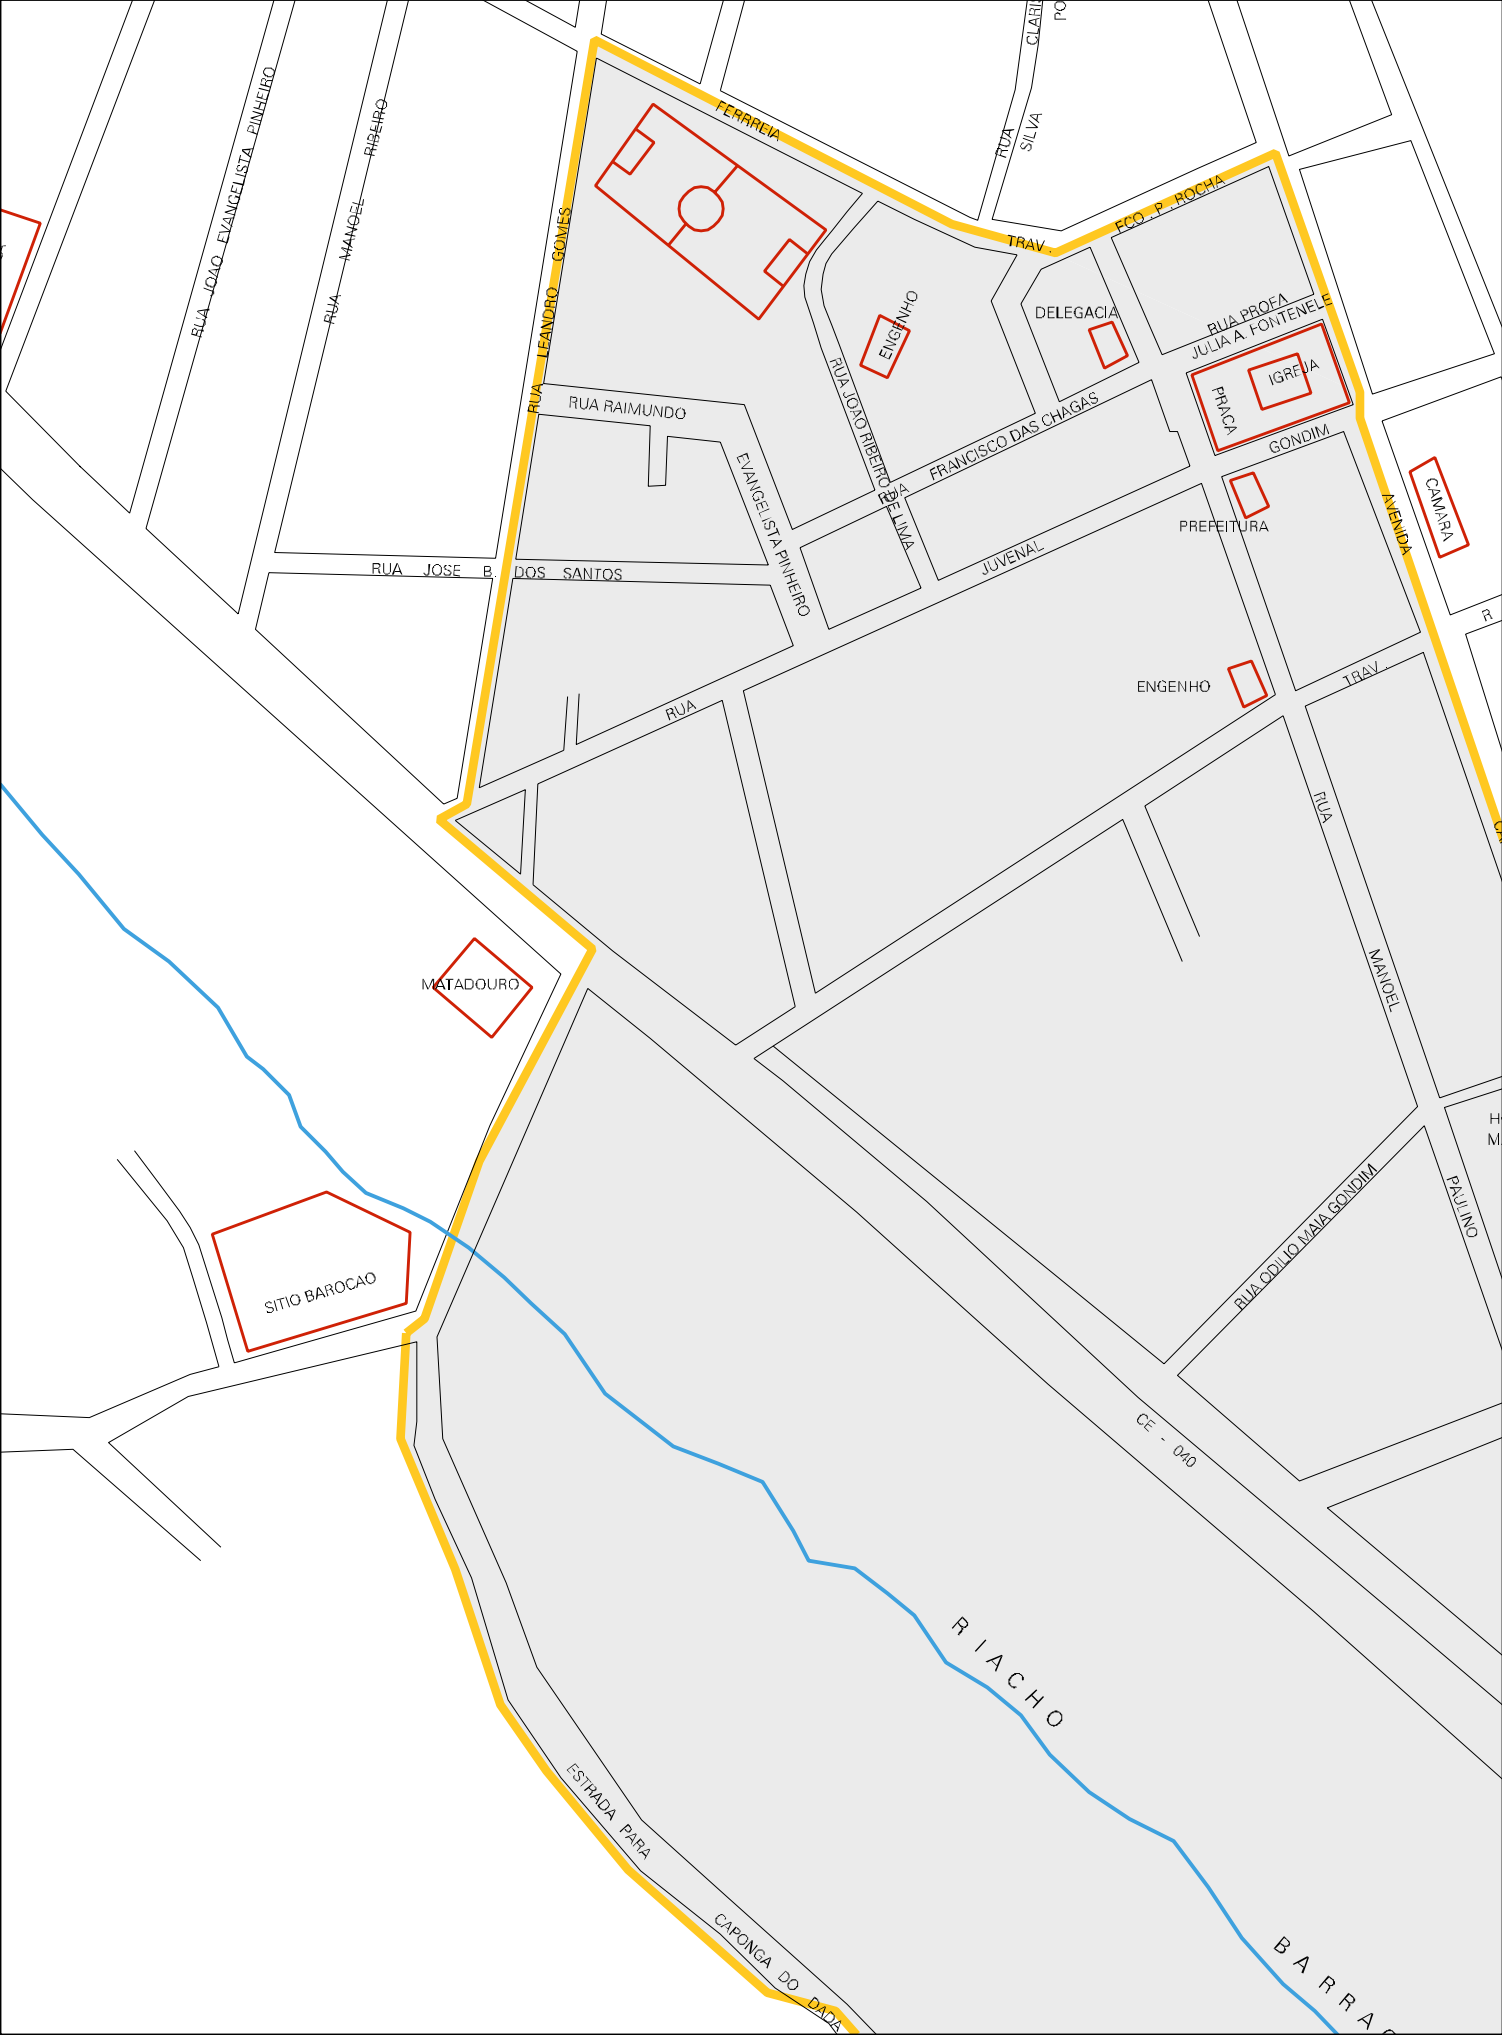 RUA JOAO EVANGELISTA PINHEIRO
RUA MANOEL RIBEIRO
RUA LEANDRO GOMES
FERRREIA
RUA
SILVA
TRAV.
FCO . P . ROCHA
DELEGACIA
ENGENHO
RUA PROFA
JULIA A. FONTENELE
IGREJA
PRACA
GONDIM
RUA RAIMUNDO
EVANGELISTA PINHEIRO
RUA JOAO RIBEIRO DE LIMA
RUA FRANCISCO DAS CHAGAS
PREFEITURA
CAMARA
AVENIDA
R
RUA JOSE B. DOS SANTOS
RUA JUVENAL
ENGENHO
TRAV.
RUA MANOEL PAULINO
MATADOURO
SITIO BAROCAO
RUA ODILIO MAIA GONDIM
CE - 040
RIACHO
ESTRADA PARA CAPONGA DO DADA